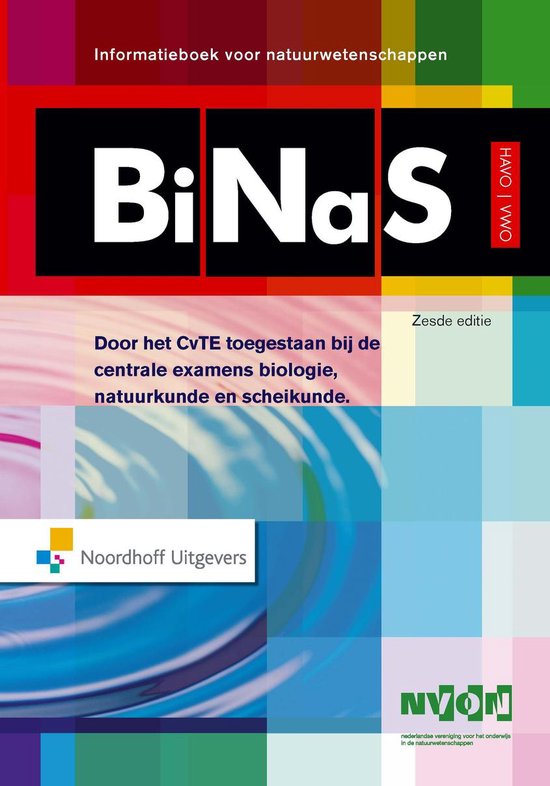 Informatieboek voor natuurwetenschappen
BiNaS
HAVO | VWO
Zesde editie
Door het CvTE toegestaan bij de
centrale examens biologie,
natuurkunde en scheikunde.
Noordhoff Uitgevers
NVON
nederlandse vereniging voor het onderwijs
in de natuurwetenschappen